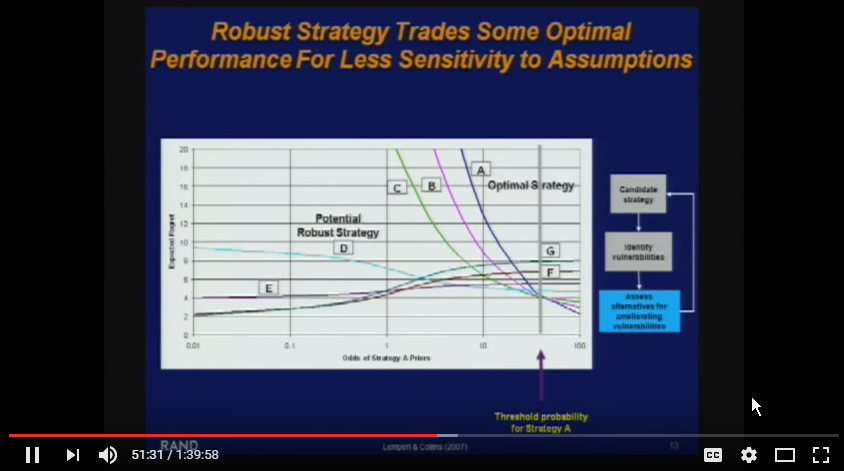 Robust Strategy Trades Some Optimal
Performance For Less Sensitivity to Assumptions
20
18
16
14
12
10
8
6
4
2
0
Expected Regret
0.01
0.1
1
10
100
Odds of Strategy A Priors
A
B
C
Optimal Strategy
Potential
Robust Strategy
D
E
G
F
Candidate
strategy
Identify
vulnerabilities
Assess
alternatives for
ameliorating
vulnerabilities
Threshold probability
for Strategy A
RAND
Lempert & Collins (2007)
13
51:31 / 1:39:58
CC